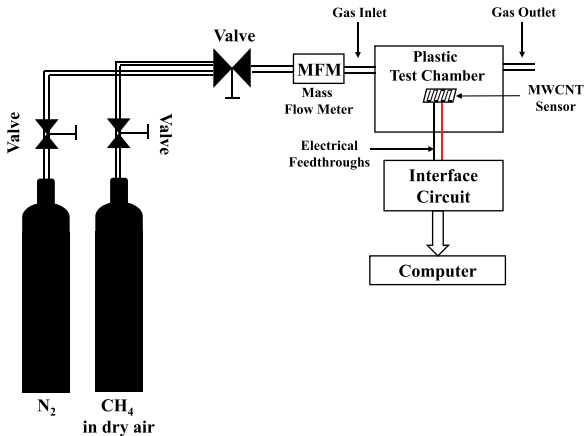 Gas Inlet
Gas Outlet
Valve
MFM
Mass
Flow Meter
Plastic
Test Chamber
MWCNT
Sensor
Valve
Valve
Electrical
Feedthroughs
Interface
Circuit
Computer
N₂
CH₄
in dry air